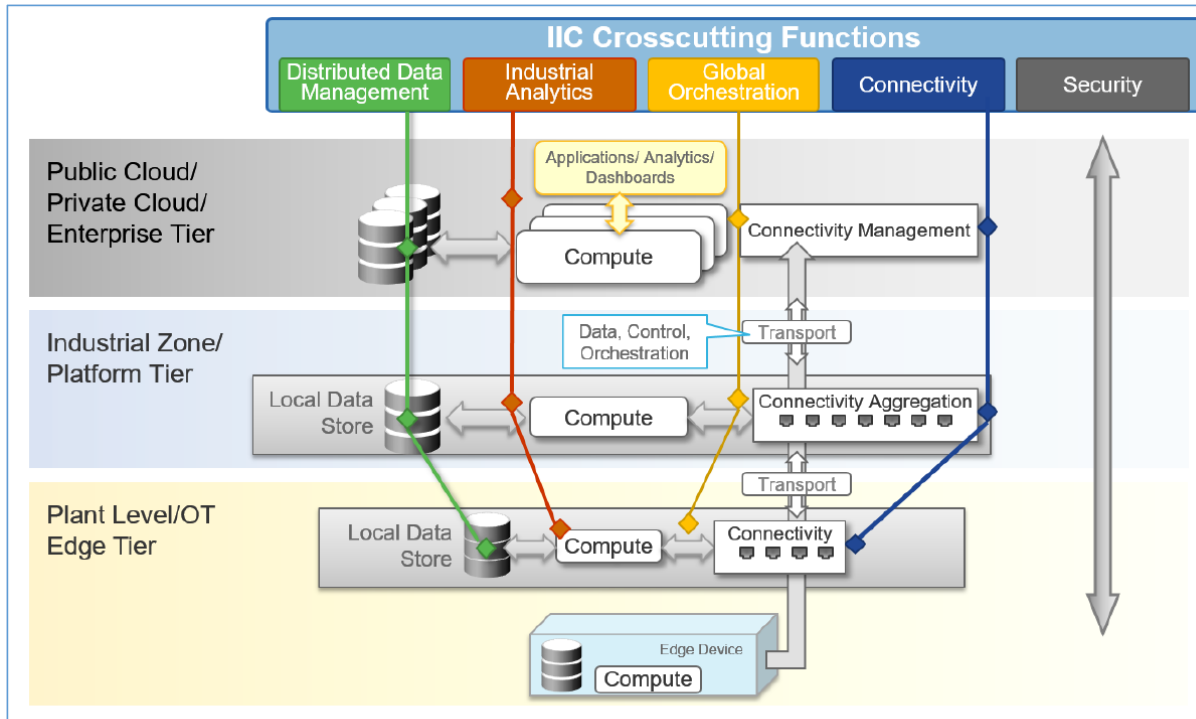 IIC Crosscutting Functions
Distributed Data
Management
Industrial
Analytics
Global
Orchestration
Connectivity
Security
Public Cloud/
Private Cloud/
Enterprise Tier
Applications/ Analytics/
Dashboards
Compute
Connectivity Management
Industrial Zone/
Platform Tier
Data, Control,
Orchestration
Transport
Local Data
Store
Compute
Connectivity Aggregation
Transport
Plant Level/OT
Edge Tier
Local Data
Store
Compute
Connectivity
Edge Device
Compute